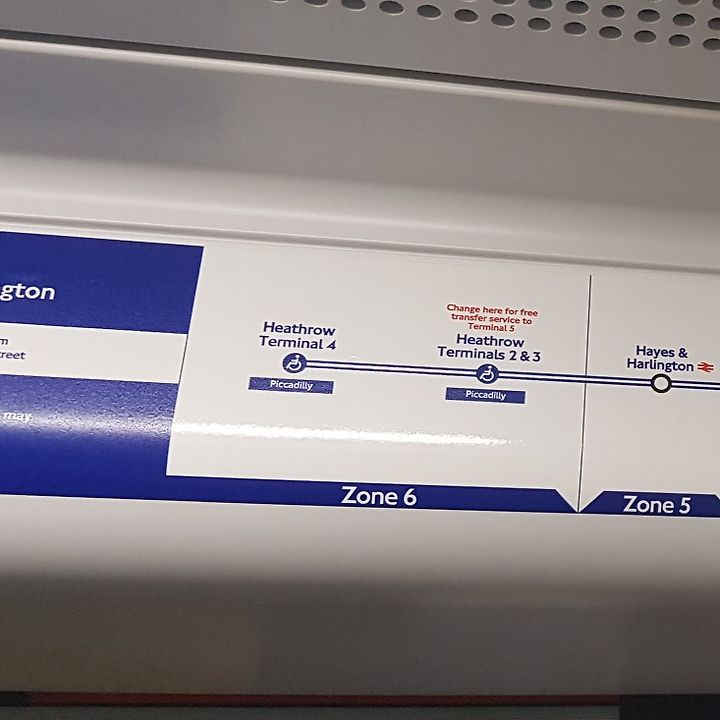 gton
m
treet
may
Heathrow
Terminal 4
Piccadilly
Change here for free
transfer service to
Terminal 5
Heathrow
Terminals 2 & 3
Piccadilly
Hayes &
Harlington
Zone 6
Zone 5